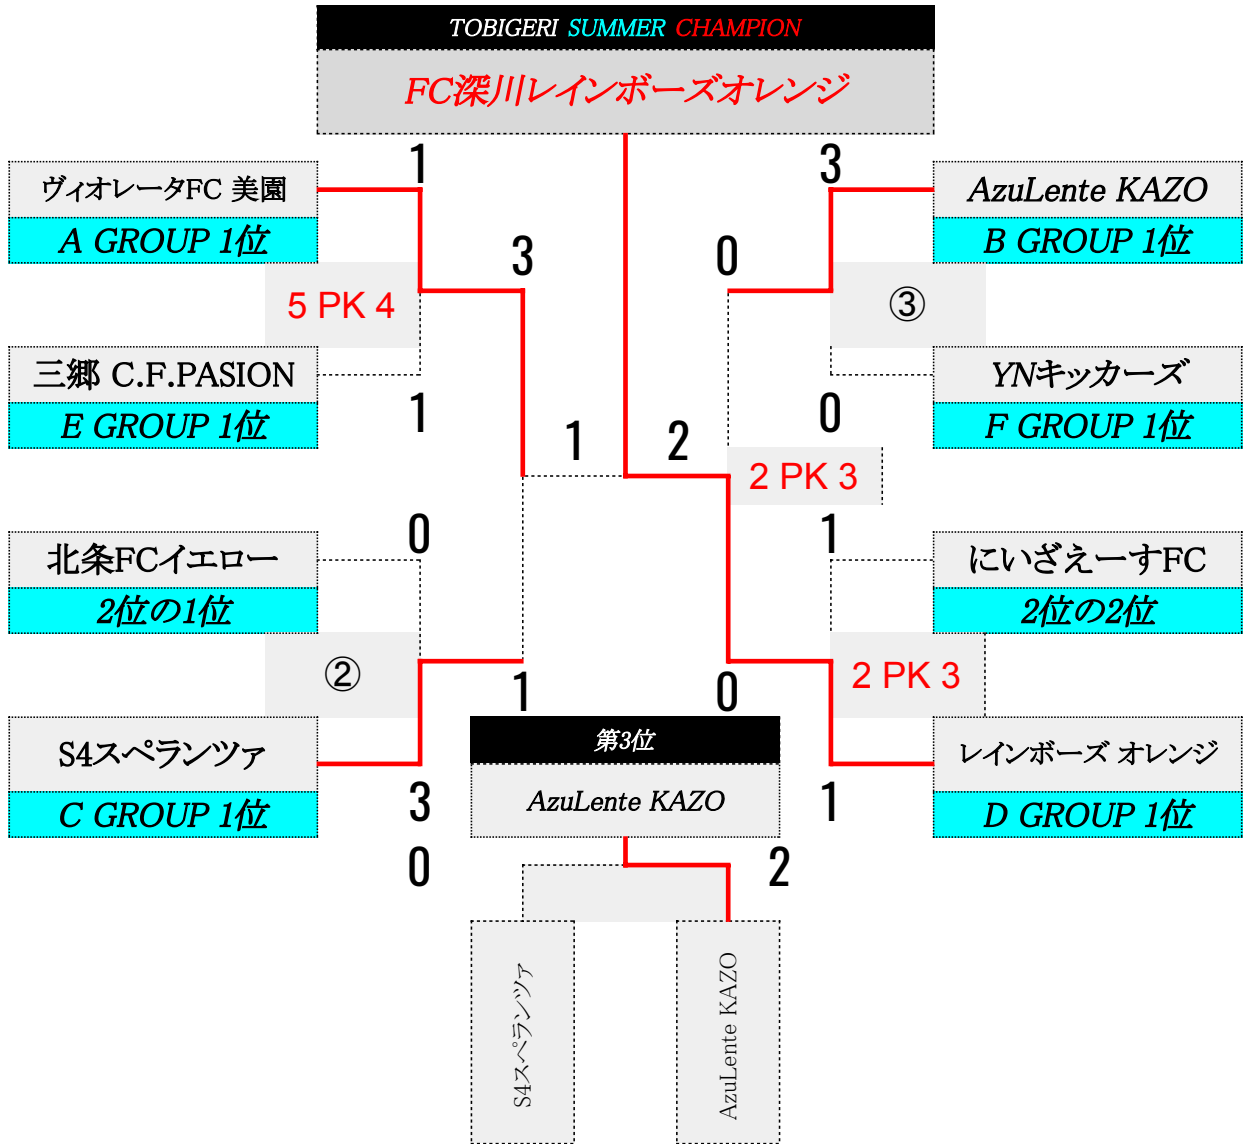 TOBIGERI SUMMER CHAMPION
FC深川レインボーズオレンジ
1
3
ヴィオレータFC 美園
A GROUP 1位
AzuLente KAZO
B GROUP 1位
3
0
5 PK 4
③
三郷 C.F.PASION
E GROUP 1位
YNキッカーズ
F GROUP 1位
1
0
1
2
2 PK 3
0
1
北条FCイエロー
2位の1位
にいざえーすFC
2位の2位
②
2 PK 3
1
0
S4スペランツァ
C GROUP 1位
レインボーズ オレンジ
D GROUP 1位
第3位
AzuLente KAZO
3
1
0
2
S4スペランツァ
AzuLente KAZO